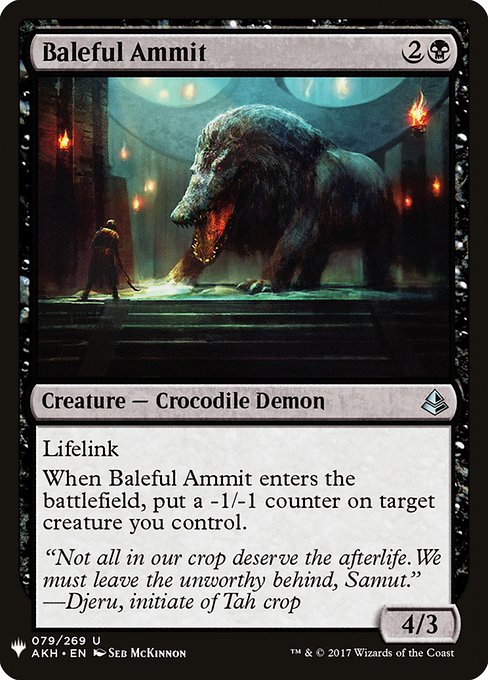 Baleful Ammit 2
Creature — Crocodile Demon
Lifelink
When Baleful Ammit enters the
battlefield, put a -1/-1 counter on target
creature you control.
“Not all in our crop deserve the afterlife. We
must leave the unworthy behind, Samut.”
—Djeru, initiate of Tah crop
4/3
079/269 U
AKH • EN Seb McKinnon
™ & © 2017 Wizards of the Coast